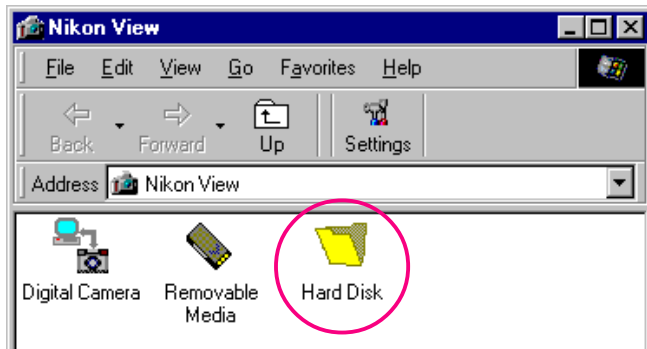 Nikon View
File Edit View Go Favorites Help
Back Forward Up Settings
Address Nikon View
Digital Camera Removable Media Hard Disk